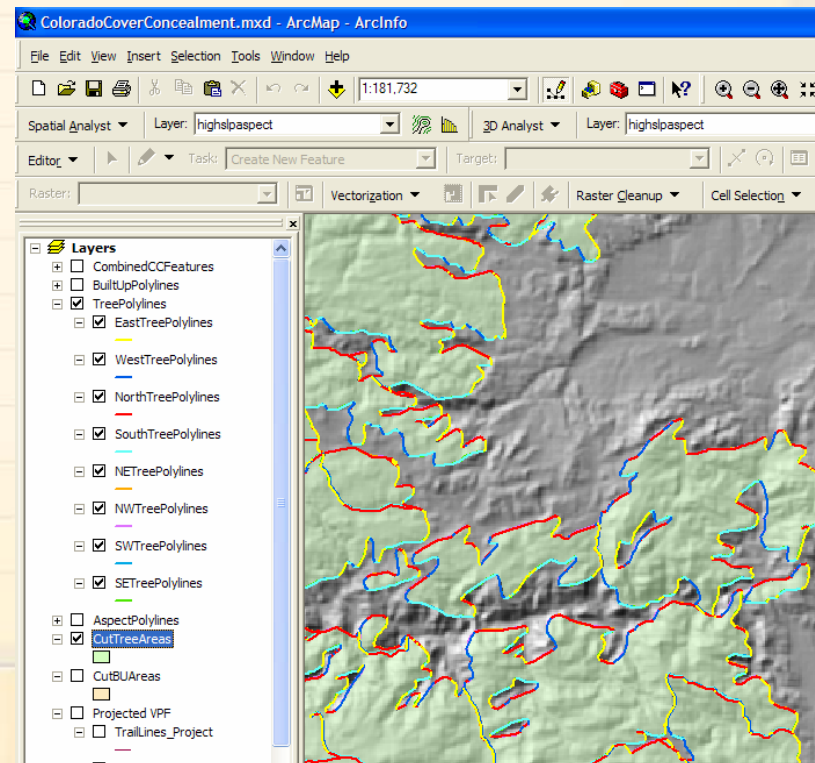 ColoradoCoverConcealment.mxd - ArcMap - ArcInfo
File Edit View Insert Selection Tools Window Help
1:181,732
Spatial Analyst Layer: highslpaspect 3D Analyst Layer: highslpaspect
Editor Task: Create New Feature Target:
Raster: Vectorization Raster Cleanup Cell Selection
Layers
CombinedCCFeatures
BuiltUpPolylines
TreePolylines
EastTreePolylines
WestTreePolylines
NorthTreePolylines
SouthTreePolylines
NETreePolylines
NWTreePolylines
SWTreePolylines
SETreePolylines
AspectPolylines
CutTreeAreas
CutBUAreas
Projected VPF
TrailLines_Project